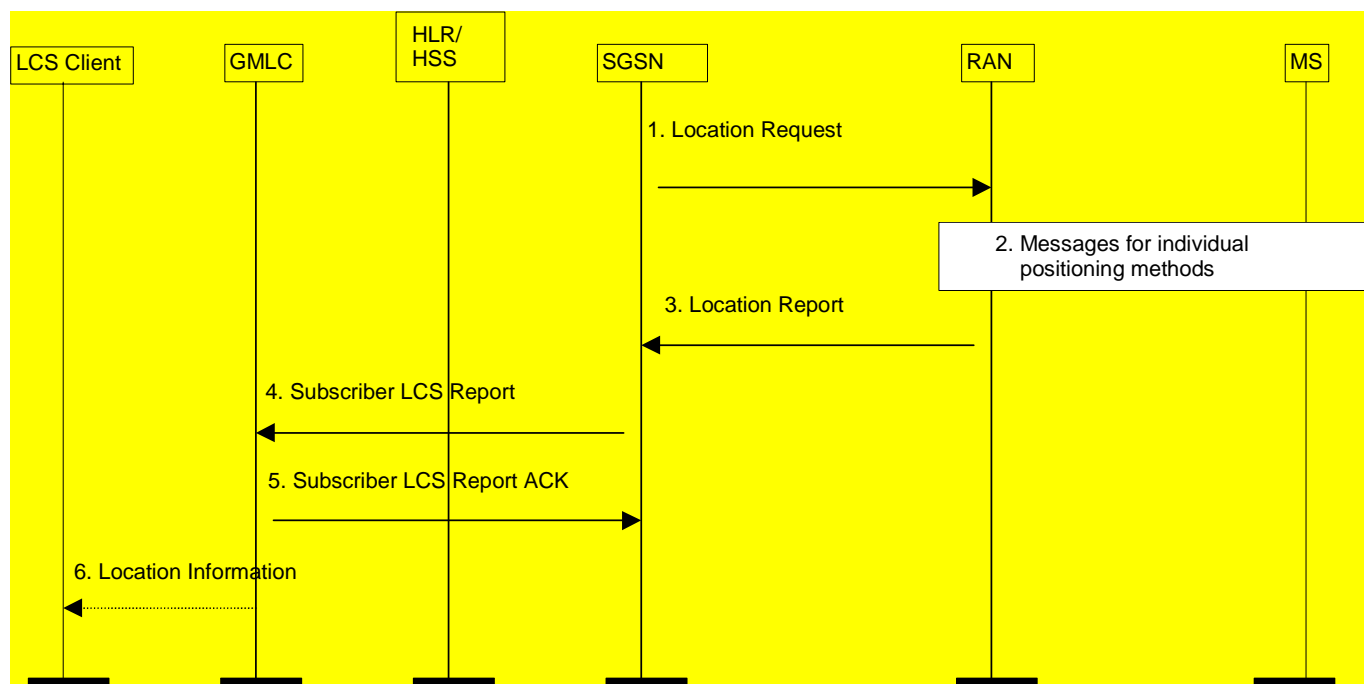 HLR/
HSS
LCS Client
GMLC
SGSN
RAN
MS
1. Location Request
2. Messages for individual
positioning methods
3. Location Report
4. Subscriber LCS Report
5. Subscriber LCS Report ACK
6. Location Information